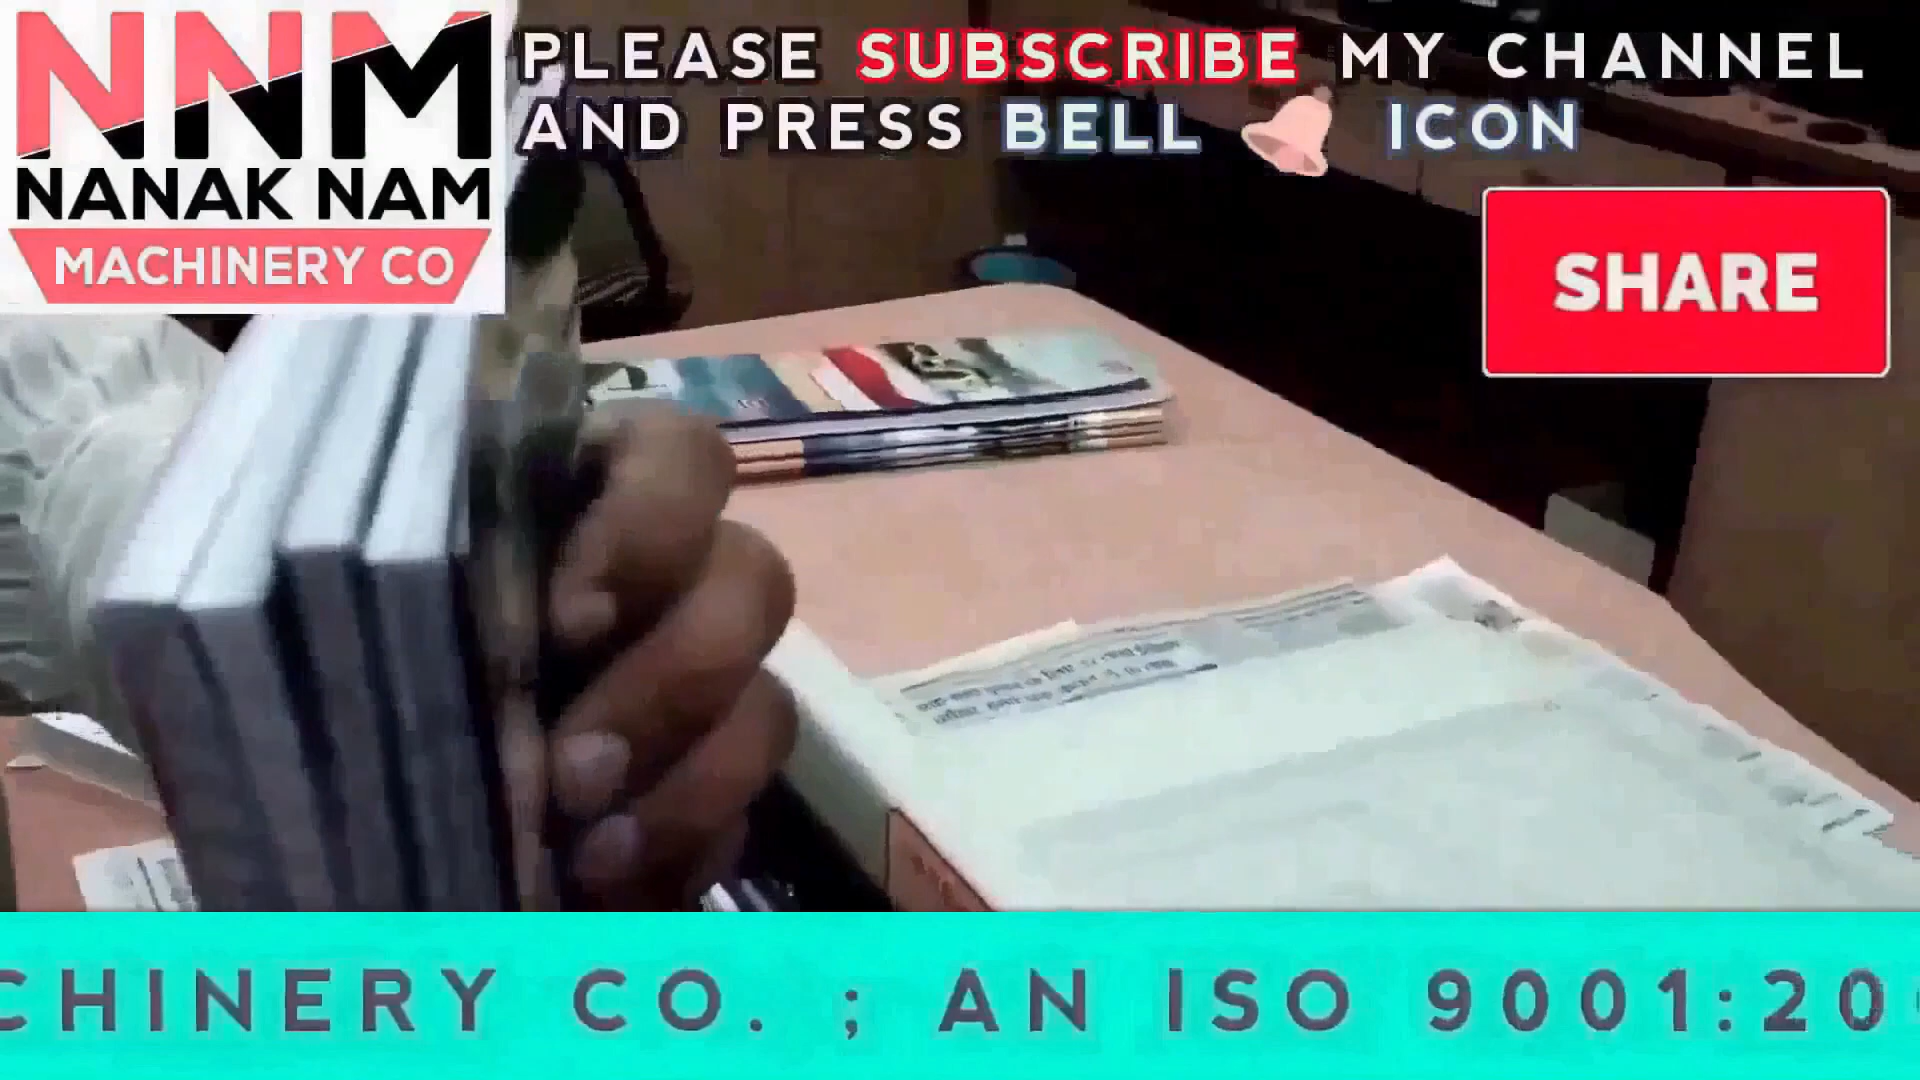 NNM
NANAK NAM
MACHINERY CO
PLEASE SUBSCRIBE MY CHANNEL
AND PRESS BELL ICON
SHARE
CHINERY CO. ; AN ISO 9001:20